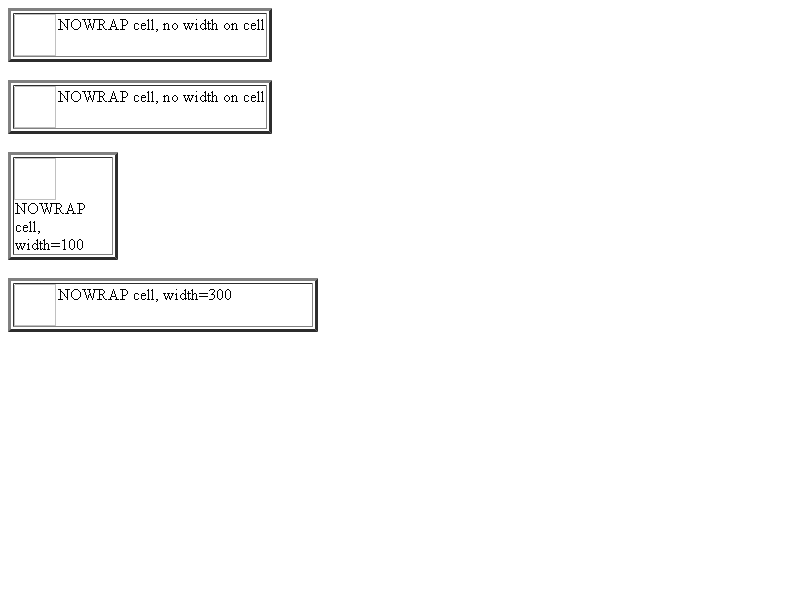 NOWRAP cell, no width on cell
NOWRAP cell, no width on cell
NOWRAP
cell,
width=100
NOWRAP cell, width=300